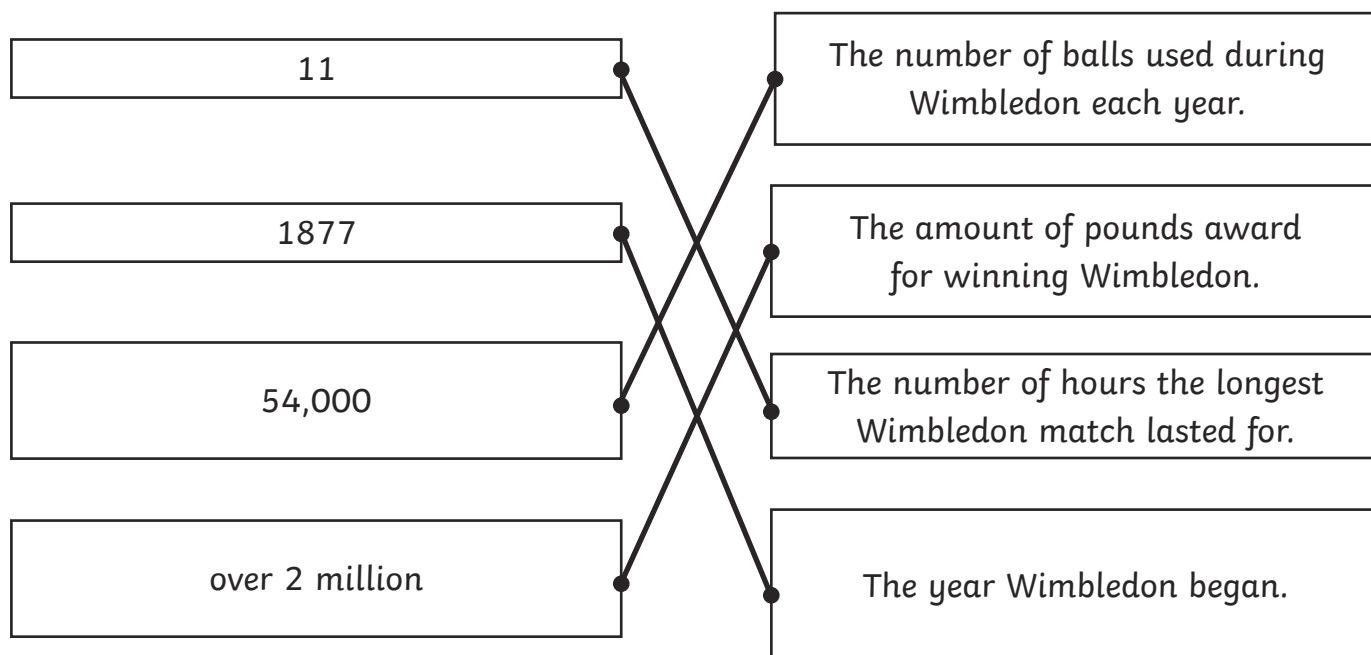 11
1877
54,000
over 2 million
The number of balls used during
Wimbledon each year.
The amount of pounds award
for winning Wimbledon.
The number of hours the longest
Wimbledon match lasted for.
The year Wimbledon began.